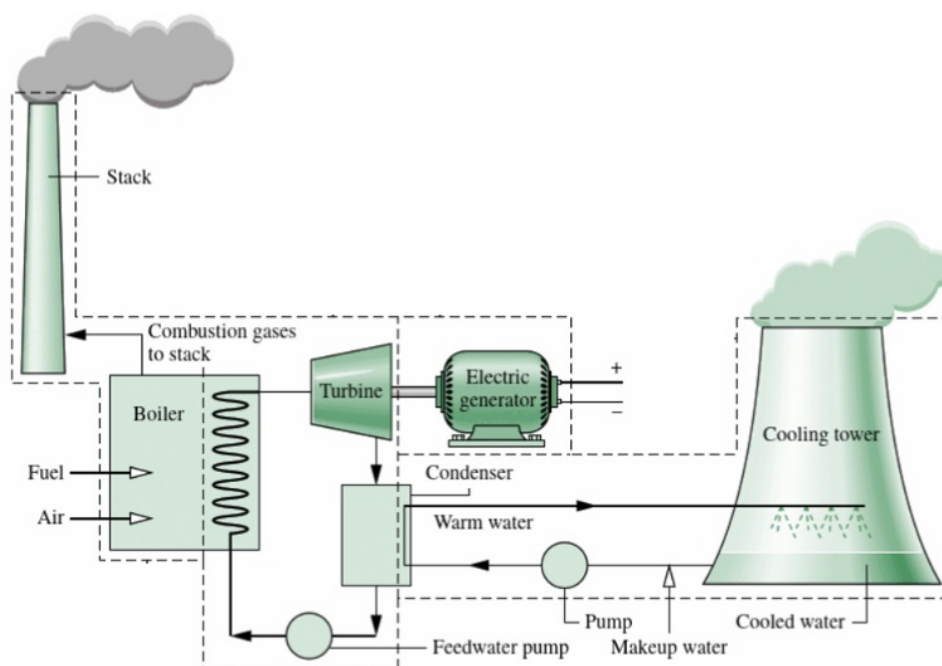 Stack
Combustion gases
to stack
Boiler
Turbine
Electric
generator
+
−
Cooling tower
Fuel
Air
Condenser
Warm water
Pump
Makeup water
Cooled water
Feedwater pump